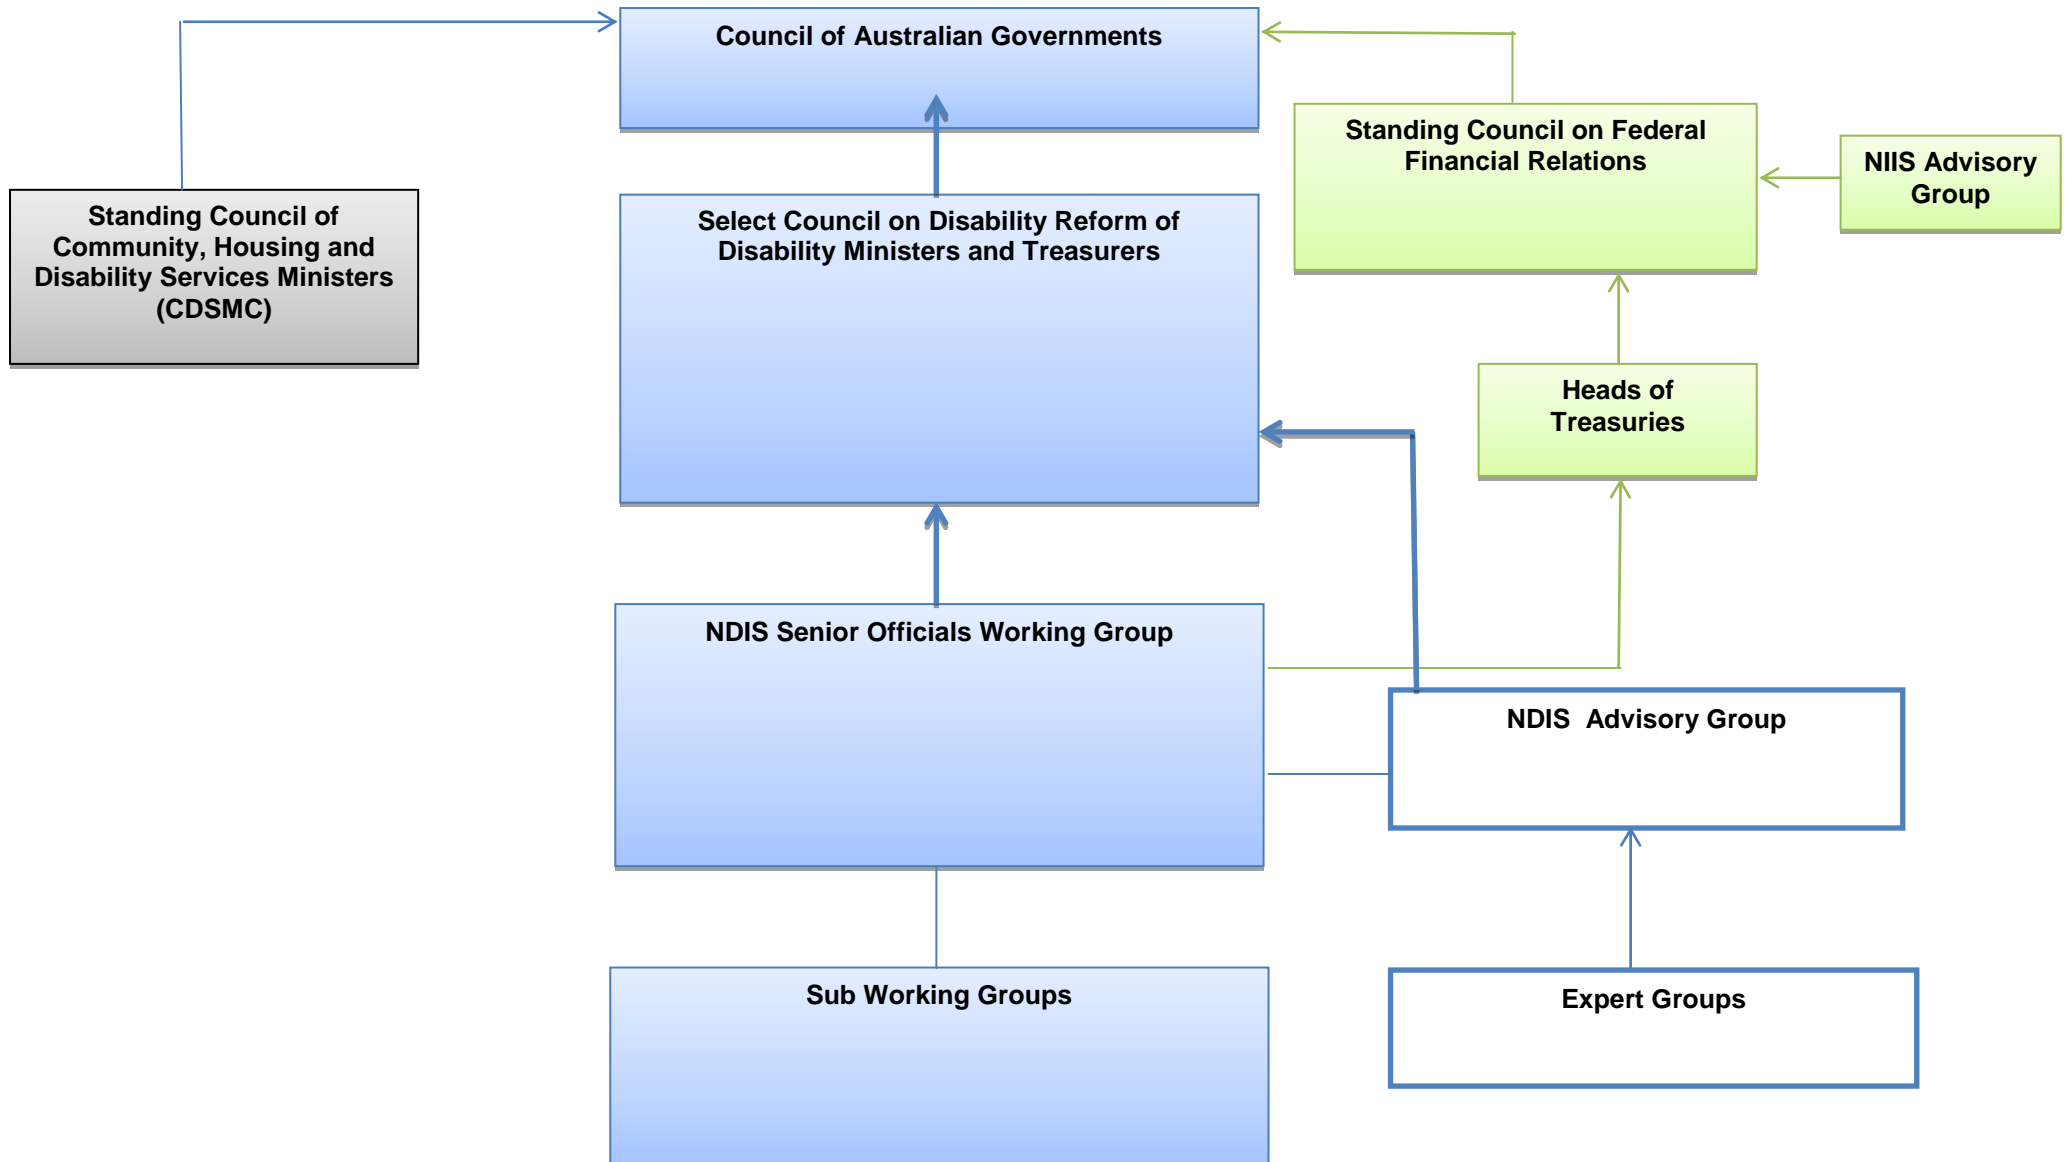 Council of Australian Governments
Standing Council on Federal
Financial Relations
NIIS Advisory
Group
Standing Council of
Community, Housing and
Disability Services Ministers
(CDSMC)
Select Council on Disability Reform of
Disability Ministers and Treasurers
Heads of
Treasuries
NDIS Senior Officials Working Group
NDIS  Advisory Group
Sub Working Groups
Expert Groups